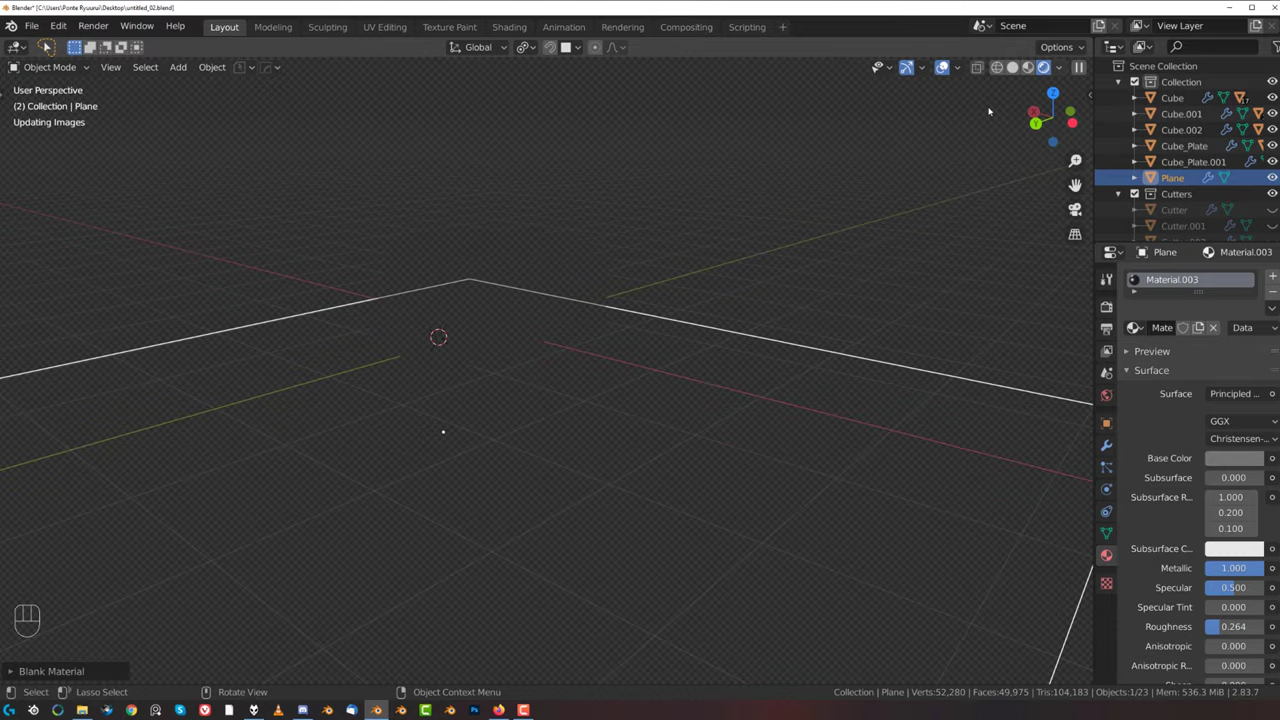 Blender* [C:\Users\Ponte Ryuurui\Desktop\untitled_02.blend]
File Edit Render Window Help Layout Modeling Sculpting UV Editing Texture Paint Shading Animation Rendering Compositing Scripting Scene View Layer
Global Options
Object Mode View Select Add Object
User Perspective
(2) Collection | Plane
Updating Images
Z
Y
Scene Collection
Collection
Cube
17
Cube.001
Cube.002
Cube_Plate
Cube_Plate.001
Plane
Cutters
Cutter
Cutter.001
Plane Material.003
Material.003
Mate Data
Preview
Surface
Surface Principled ...
GGX
Christensen-...
Base Color
Subsurface 0.000
Subsurface R... 1.000
0.200
0.100
Subsurface C...
Metallic 1.000
Specular 0.500
Specular Tint 0.000
Roughness 0.264
Anisotropic 0.000
Anisotropic R... 0.000
Blank Material
Select Lasso Select Rotate View Object Context Menu Collection | Plane | Verts:52,280 | Faces:49,975 | Tris:104,183 | Objects:1/23 | Mem: 536.3 MiB | 2.83.7